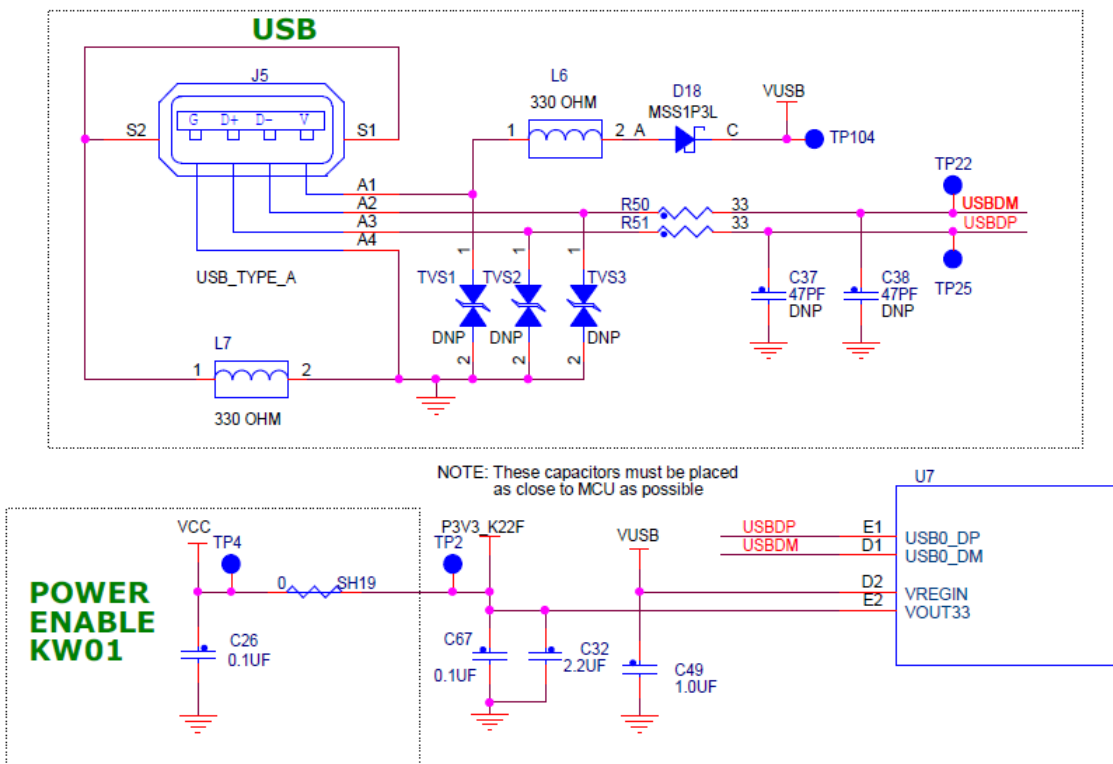 USB
J5
G D+ D- V
S2
S1
A1
A2
A3
A4
USB_TYPE_A
L6
330 OHM
1
2
A
D18
MSS1P3L
C
VUSB
TP104
TP22
R50
33
USBDM
R51
33
USBDP
TP25
1
1
1
TVS1
TVS2
TVS3
DNP
DNP
DNP
2
2
2
C37
47PF
DNP
C38
47PF
DNP
L7
1
2
330 OHM
NOTE: These capacitors must be placed
as close to MCU as possible
POWER
ENABLE
KW01
VCC
TP4
0
SH19
C26
0.1UF
P3V3_K22F
TP2
C67
0.1UF
C32
2.2UF
VUSB
C49
1.0UF
U7
USBDP
E1
USB0_DP
USBDM
D1
USB0_DM
D2
VREGIN
E2
VOUT33